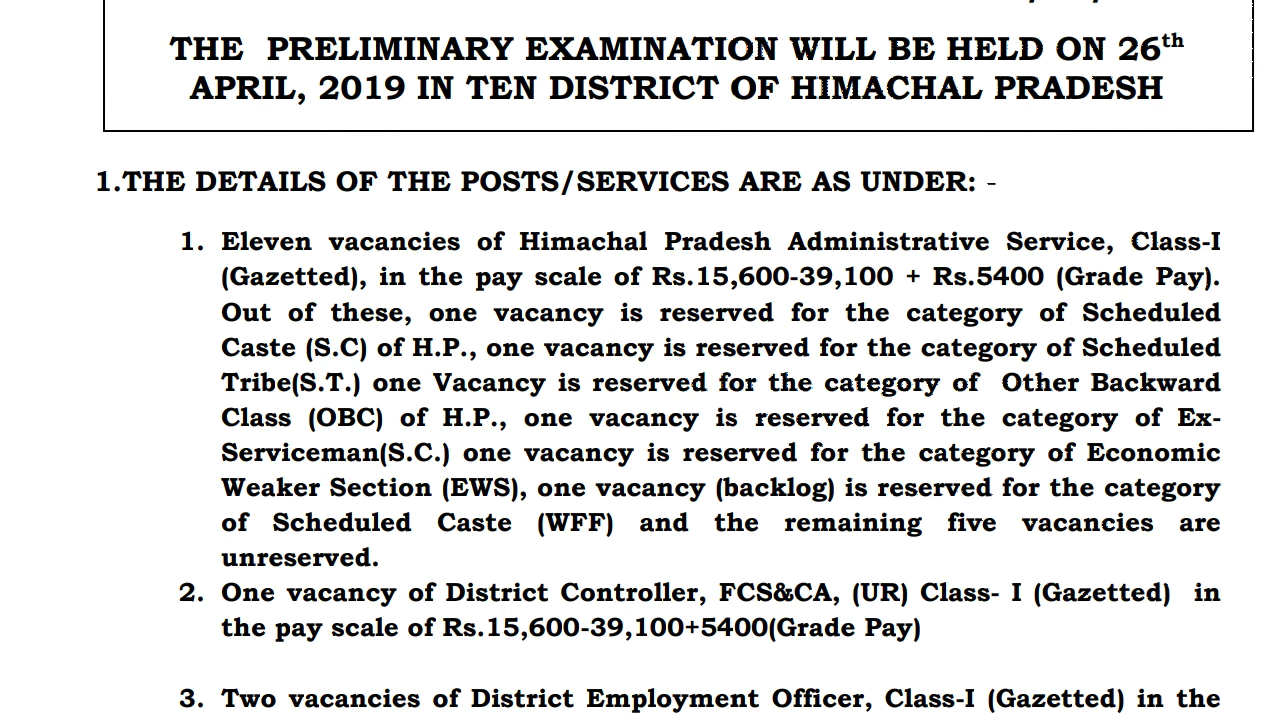 THE PRELIMINARY EXAMINATION WILL BE HELD ON 26th
APRIL, 2019 IN TEN DISTRICT OF HIMACHAL PRADESH
1.THE DETAILS OF THE POSTS/SERVICES ARE AS UNDER: -
1. Eleven vacancies of Himachal Pradesh Administrative Service, Class-I
(Gazetted), in the pay scale of Rs.15,600-39,100 + Rs.5400 (Grade Pay).
Out of these, one vacancy is reserved for the category of Scheduled
Caste (S.C) of H.P., one vacancy is reserved for the category of Scheduled
Tribe(S.T.) one Vacancy is reserved for the category of Other Backward
Class (OBC) of H.P., one vacancy is reserved for the category of Ex-
Serviceman(S.C.) one vacancy is reserved for the category of Economic
Weaker Section (EWS), one vacancy (backlog) is reserved for the category
of Scheduled Caste (WFF) and the remaining five vacancies are
unreserved.
2. One vacancy of District Controller, FCS&CA, (UR) Class- I (Gazetted) in
the pay scale of Rs.15,600-39,100+5400(Grade Pay)
3. Two vacancies of District Employment Officer, Class-I (Gazetted) in the